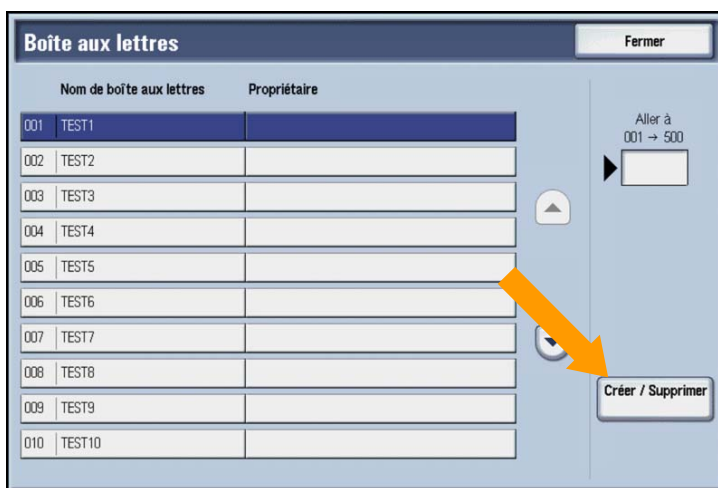 Boîte aux lettres
Fermer
Nom de boîte aux lettres Propriétaire
001 TEST1
002 TEST2
003 TEST3
004 TEST4
005 TEST5
006 TEST6
007 TEST7
008 TEST8
009 TEST9
010 TEST10
Aller à
001 → 500
Créer / Supprimer